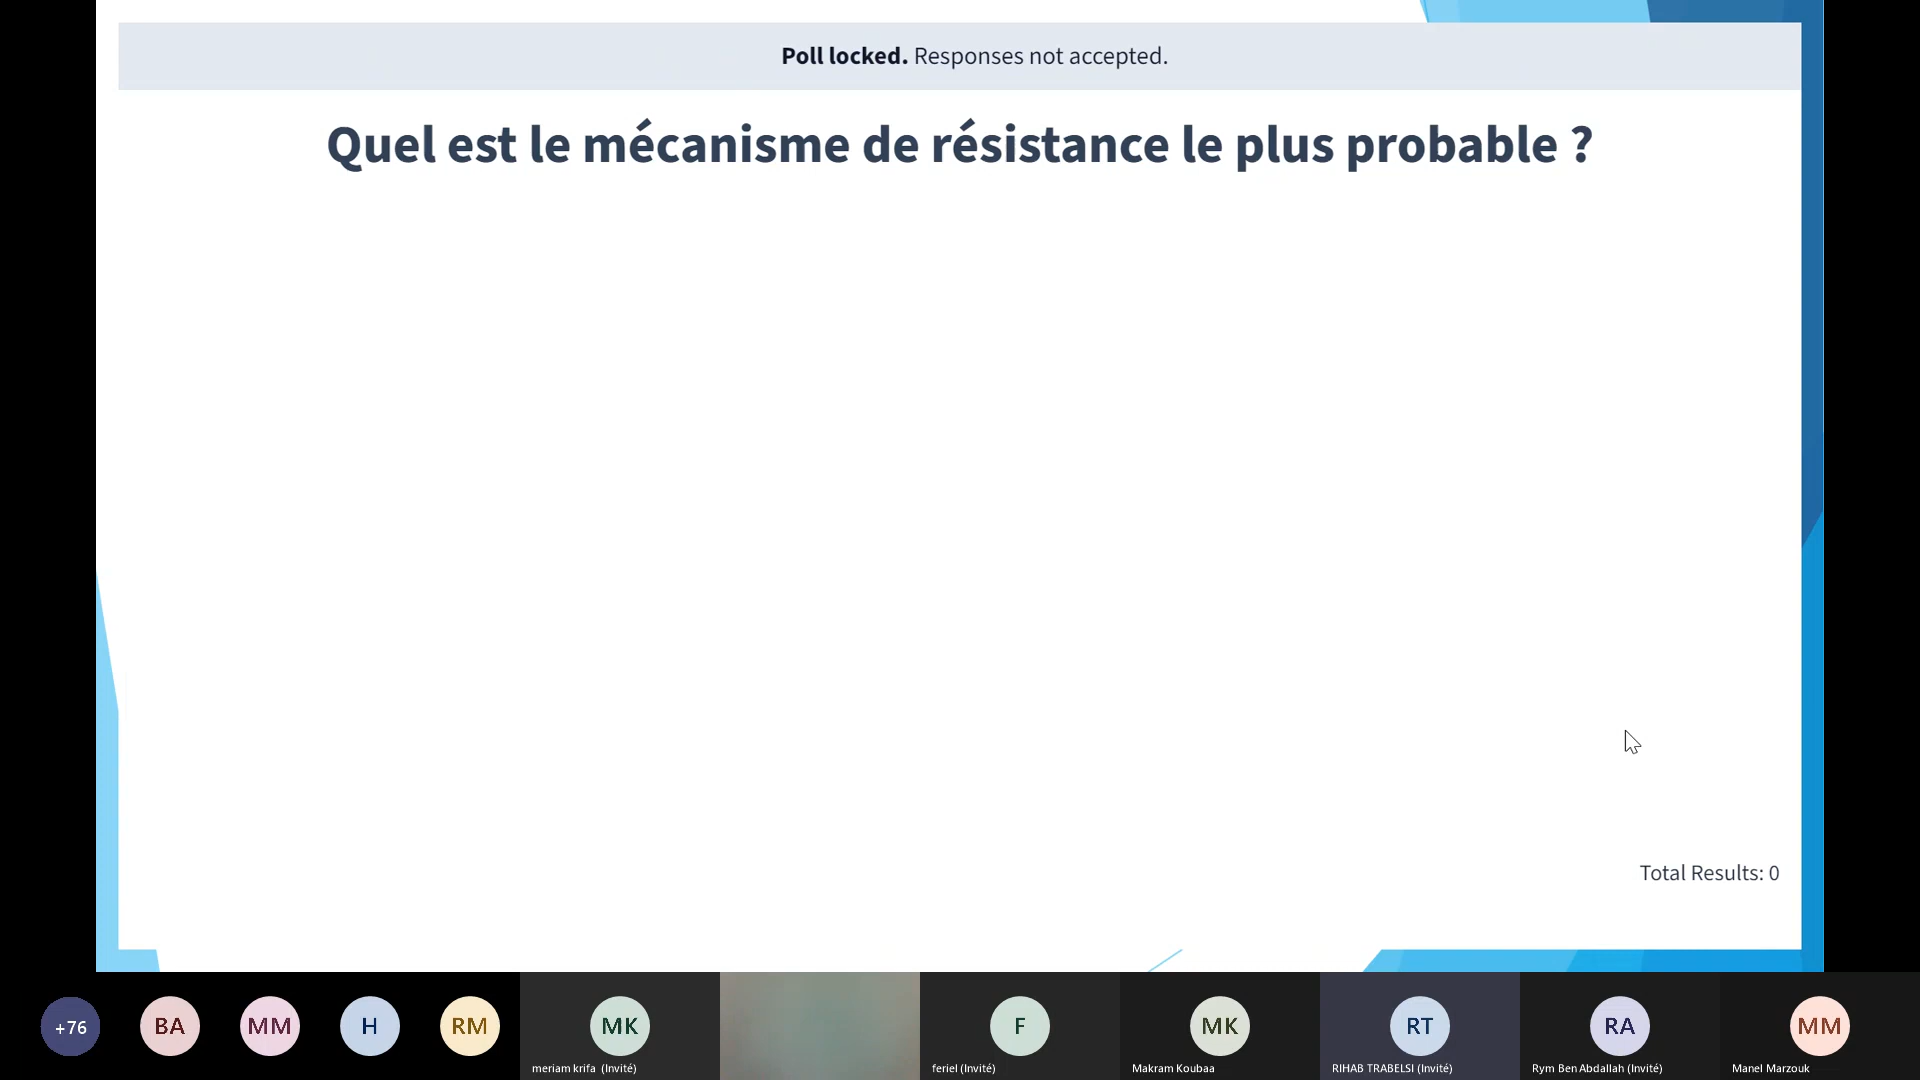 Poll locked. Responses not accepted.
Quel est le mécanisme de résistance le plus probable ?
Total Results: 0
+76
BA
MM
H
RM
MK
F
MK
RT
RA
MM
meriam krifa (Invité)
feriel (Invité)
Makram Koubaa
RIHAB TRABELSI (Invité)
Rym Ben Abdallah (Invité)
Manel Marzouk